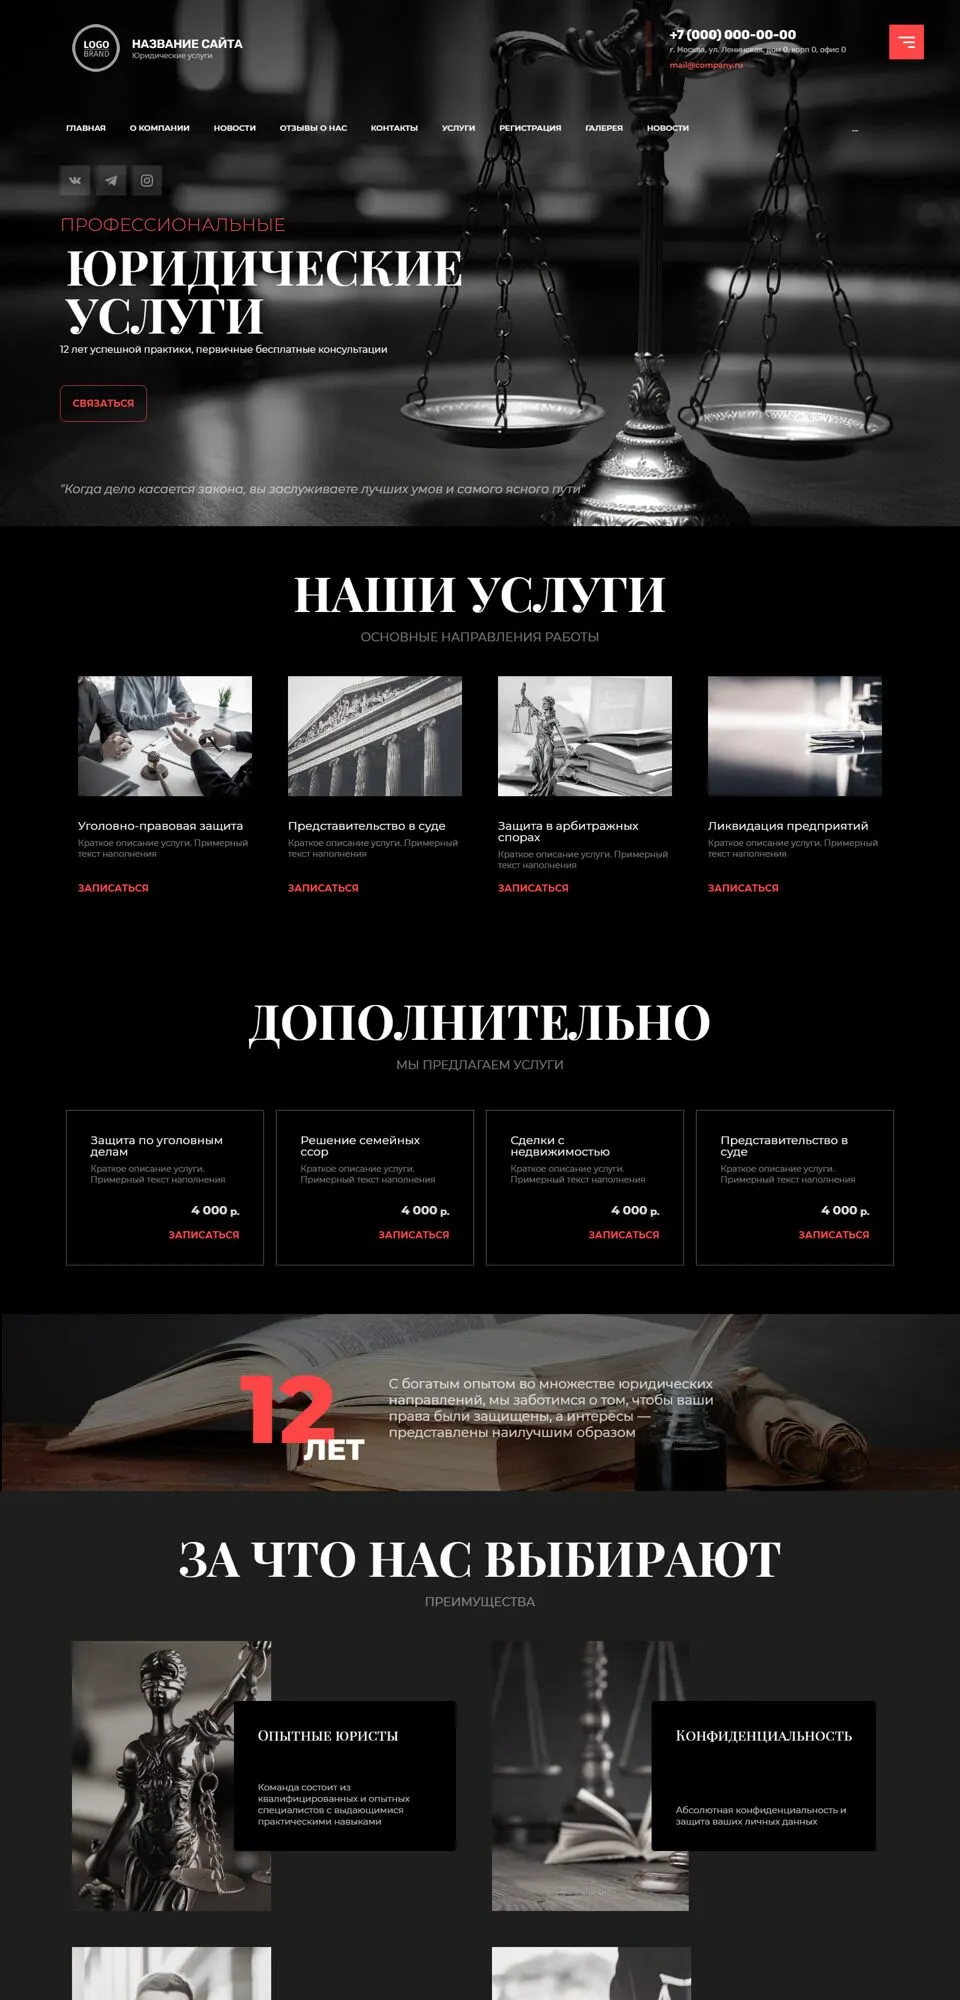 LOGO
BRAND
НАЗВАНИЕ САЙТА
Юридические услуги
+7 (000) 000-00-00
г. Москва, ул. Ленинская, дом 0, корп 0, офис 0
mail@company.ru
ГЛАВНАЯ О КОМПАНИИ НОВОСТИ ОТЗЫВЫ О НАС КОНТАКТЫ УСЛУГИ РЕГИСТРАЦИЯ ГАЛЕРЕЯ НОВОСТИ ...
ПРОФЕССИОНАЛЬНЫЕ
ЮРИДИЧЕСКИЕ
УСЛУГИ
12 лет успешной практики, первичные бесплатные консультации
СВЯЗАТЬСЯ
"Когда дело касается закона, вы заслуживаете лучших умов и самого ясного пути"
НАШИ УСЛУГИ
ОСНОВНЫЕ НАПРАВЛЕНИЯ РАБОТЫ
Уголовно-правовая защита
Краткое описание услуги. Примерный
текст наполнения
ЗАПИСАТЬСЯ
Представительство в суде
Краткое описание услуги. Примерный
текст наполнения
ЗАПИСАТЬСЯ
Защита в арбитражных
спорах
Краткое описание услуги. Примерный
текст наполнения
ЗАПИСАТЬСЯ
Ликвидация предприятий
Краткое описание услуги. Примерный
текст наполнения
ЗАПИСАТЬСЯ
ДОПОЛНИТЕЛЬНО
МЫ ПРЕДЛАГАЕМ УСЛУГИ
Защита по уголовным
делам
Краткое описание услуги.
Примерный текст наполнения
4 000 р.
ЗАПИСАТЬСЯ
Решение семейных
ссор
Краткое описание услуги.
Примерный текст наполнения
4 000 р.
ЗАПИСАТЬСЯ
Сделки с
недвижимостью
Краткое описание услуги.
Примерный текст наполнения
4 000 р.
ЗАПИСАТЬСЯ
Представительство в
суде
Краткое описание услуги.
Примерный текст наполнения
4 000 р.
ЗАПИСАТЬСЯ
12
ЛЕТ
С богатым опытом во множестве юридических
направлений, мы заботимся о том, чтобы ваши
права были защищены, а интересы —
представлены наилучшим образом
ЗА ЧТО НАС ВЫБИРАЮТ
ПРЕИМУЩЕСТВА
Опытные юристы
Команда состоит из
квалифицированных и опытных
специалистов с выдающимися
практическими навыками
Конфиденциальность
Абсолютная конфиденциальность и
защита ваших личных данных